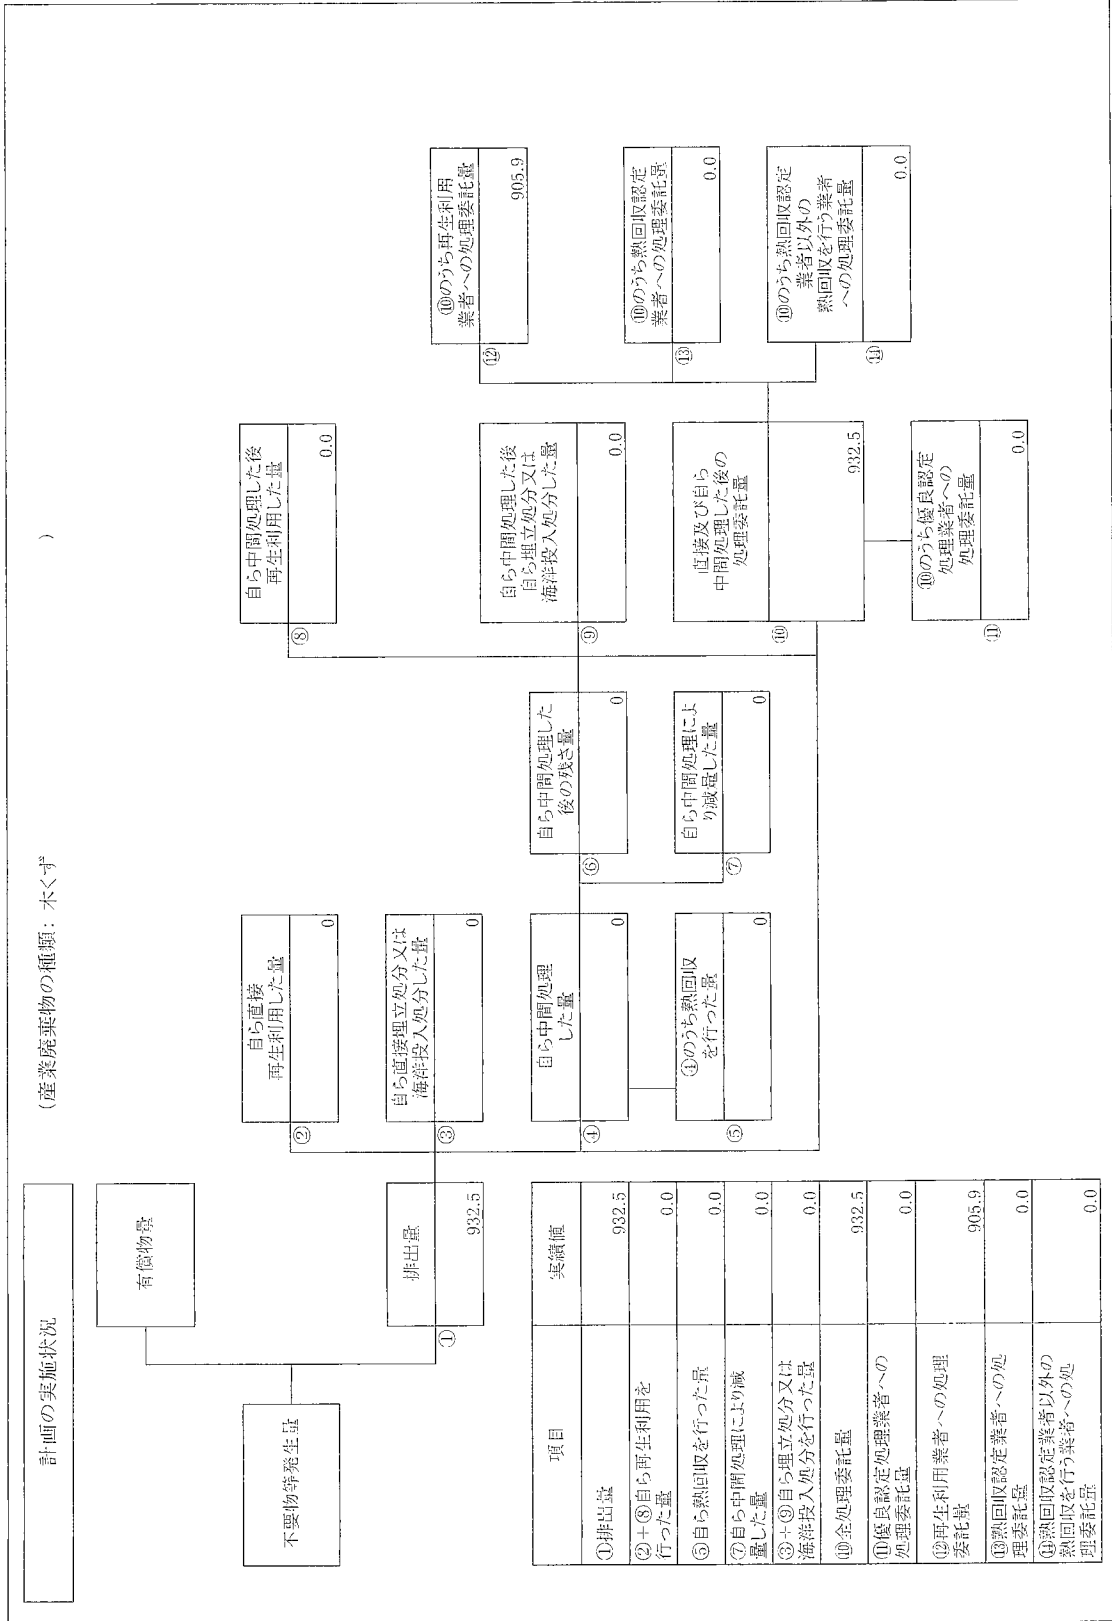 計画の実施状況
(産業廃棄物の種類: 木くず
)
不要物等発生量
有償物量
①
排出量
932.5
②
自ら直接
再生利用した量
0
③
自ら直接埋立処分又は
海洋投入処分した量
0
④
自ら中間処理
した量
0
⑤
④のうち熱回収
を行った量
0
⑥
自ら中間処理した
後の残さ量
0
⑦
自ら中間処理によ
り減量した量
0
⑧
自ら中間処理した後
再生利用した量
0.0
⑨
自ら中間処理した後
自ら埋立処分又は
海洋投入処分した量
0.0
⑩
直接及び自ら
中間処理した後の
処理委託量
932.5
⑪
⑩のうち優良認定
処理業者への
処理委託量
0.0
⑫
⑩のうち再生利用
業者への処理委託量
905.9
⑬
⑩のうち熱回収認定
業者への処理委託量
0.0
⑭
⑩のうち熱回収認定
業者以外の
熱回収を行う業者
への処理委託量
0.0
項目 実績値
①排出量 932.5
②+⑧自ら再生利用を
行った量 0.0
⑤自ら熱回収を行った量 0.0
⑦自ら中間処理により減
量した量 0.0
③+⑨自ら埋立処分又は
海洋投入処分を行った量 0.0
⑩全処理委託量 932.5
⑪優良認定処理業者への
処理委託量 0.0
⑫再生利用業者への処理
委託量 905.9
⑬熱回収認定業者への処
理委託量 0.0
⑭熱回収認定業者以外の
熱回収を行う業者への処
理委託量 0.0